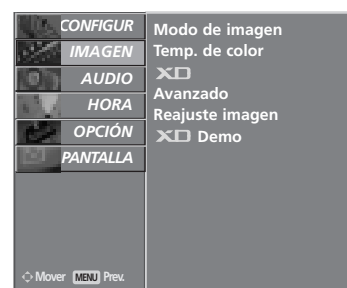 CONFIGUR
IMAGEN
AUDIO
HORA
OPCIÓN
PANTALLA
Mover MENU Prev.
Modo de imagen
Temp. de color
XD
Avanzado
Reajuste imagen
XD Demo